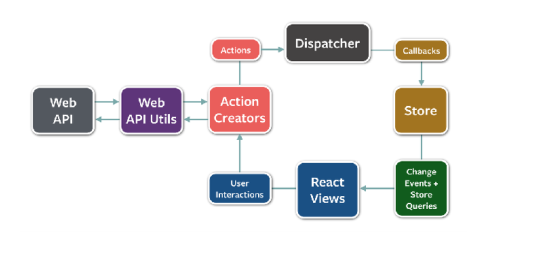 Dispatcher
Actions
Callbacks
Web
API
Web
API Utils
Action
Creators
Store
User
Interactions
React
Views
Change
Events +
Store
Queries